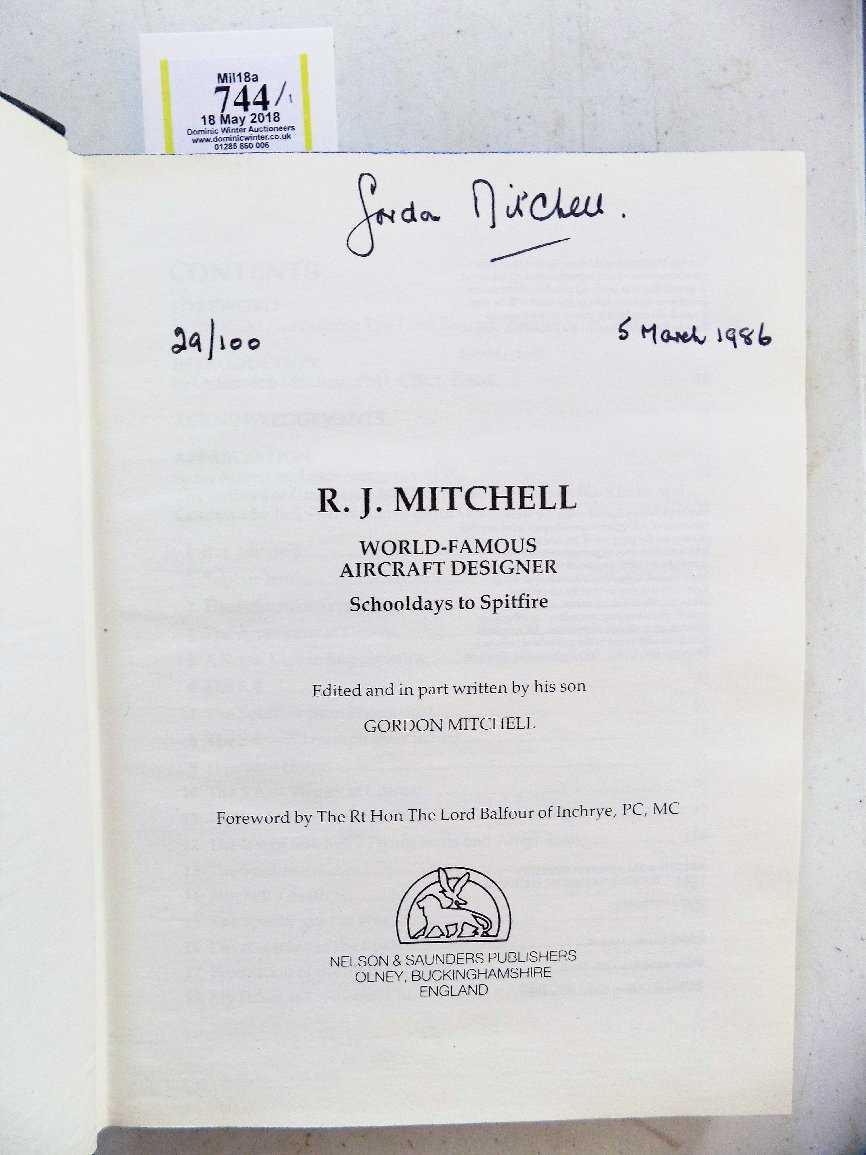 Mil18a
744/1
18 May 2018
Dominic Winter Auctioneers
www.dominicwinter.co.uk
01285 860 006
Gordon Mitchell.
29/100
5 March 1986
R. J. MITCHELL
WORLD-FAMOUS
AIRCRAFT DESIGNER
Schooldays to Spitfire
Edited and in part written by his son
GORDON MITCHELL
Foreword by The Rt Hon The Lord Balfour of Inchrye, PC, MC
NELSON & SAUNDERS PUBLISHERS
OLNEY, BUCKINGHAMSHIRE
ENGLAND
CONTENTS